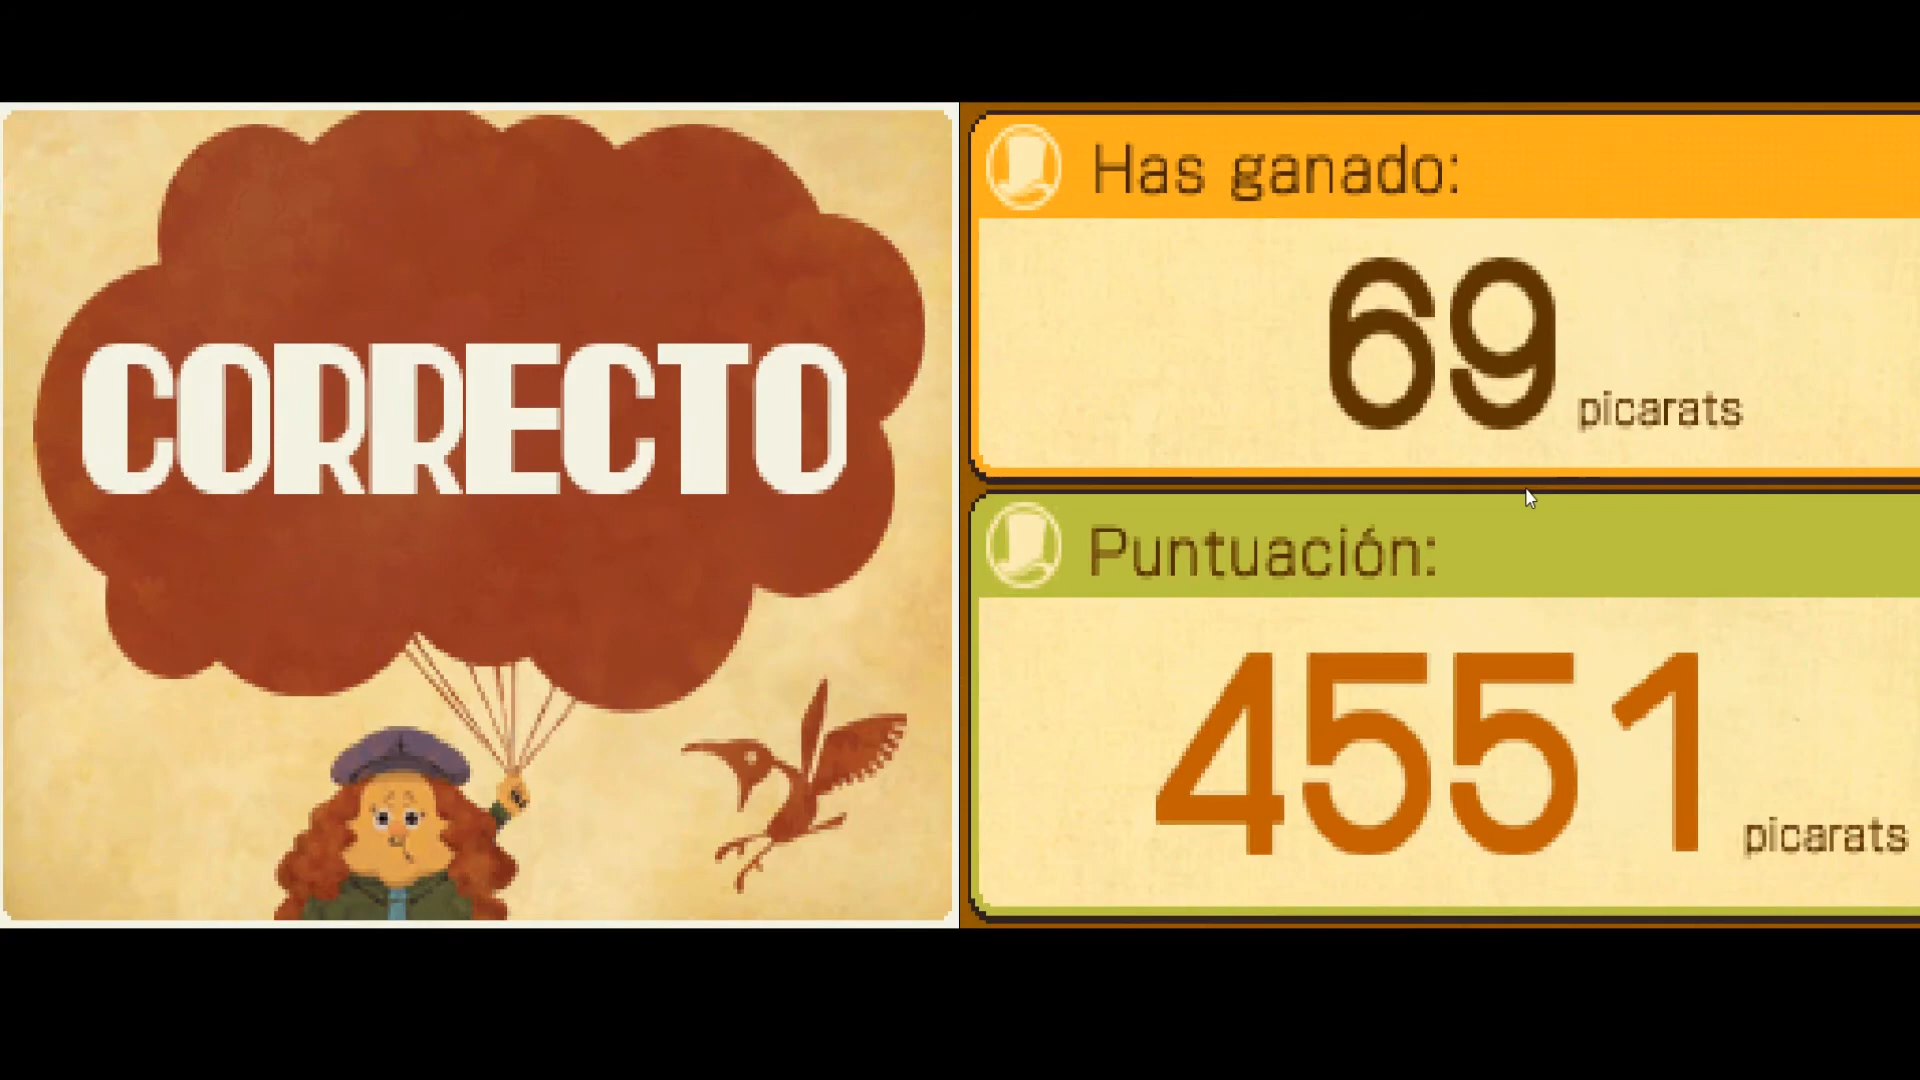 CORRECTO
Has ganado:
69 picarats
Puntuación:
4551 picarats